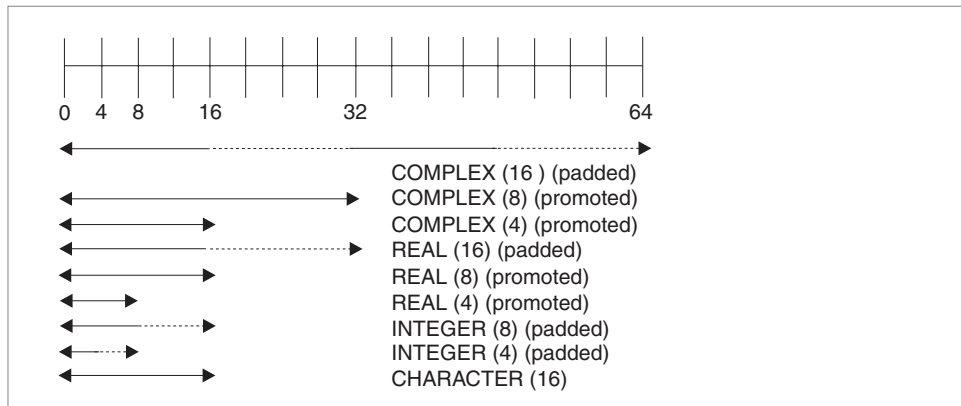 0 4 8 16 32 64
COMPLEX (16 ) (padded)
COMPLEX (8) (promoted)
COMPLEX (4) (promoted)
REAL (16) (padded)
REAL (8) (promoted)
REAL (4) (promoted)
INTEGER (8) (padded)
INTEGER (4) (padded)
CHARACTER (16)